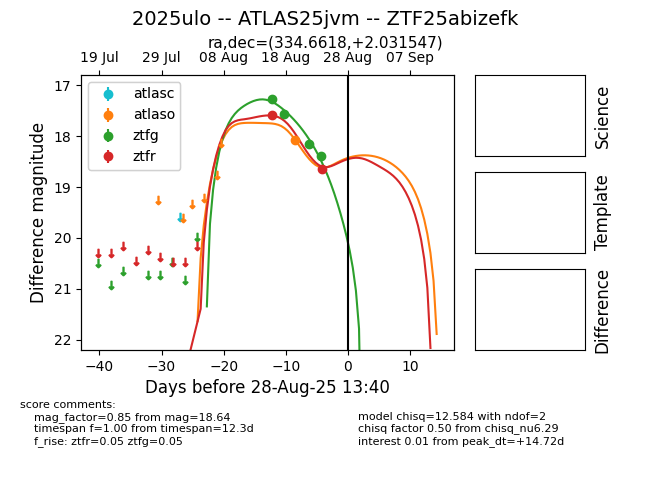 2025ulo -- ATLAS25jvm -- ZTF25abizefk
ra,dec=(334.6618,+2.031547)
19 Jul 29 Jul 08 Aug 18 Aug 28 Aug 07 Sep
atlasc
atlaso
ztfg
ztfr
17
18
19
20
21
22
Difference magnitude
−40 −30 −20 −10 0 10
Days before 28-Aug-25 13:40
Science
Template
Difference
score comments:
mag_factor=0.85 from mag=18.64
timespan f=1.00 from timespan=12.3d
f_rise: ztfr=0.05 ztfg=0.05
model chisq=12.584 with ndof=2
chisq factor 0.50 from chisq_nu6.29
interest 0.01 from peak_dt=+14.72d